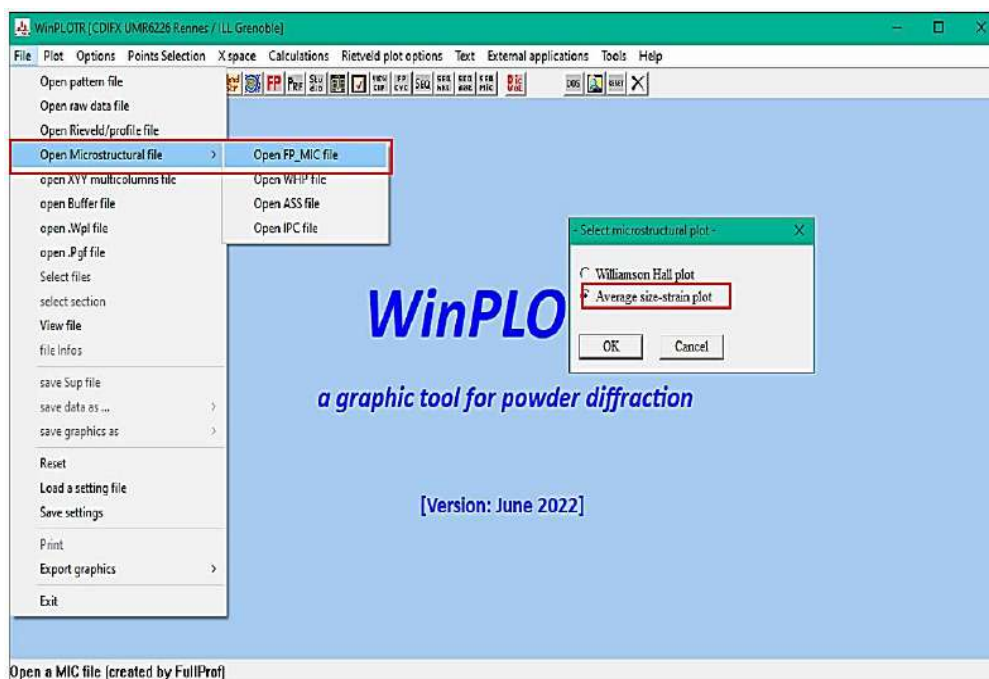 WinPLOTR [CDIFX UMR6226 Rennes / ILL Grenoble]
File Plot Options Points Selection X space Calculations Rietveld plot options Text External applications Tools Help
Open pattern file
Open raw data file
Open Rieveld/profile file
Open Microstructural file >
Open FP_MIC file
Open WHP file
Open ASS file
Open IPC file
open XYY multicolumns file
open Buffer file
open .Wpl file
open .Pgf file
Select files
select section
View file
file Infos
save Sup file
save data as ... >
save graphics as >
Reset
Load a setting file
Save settings
Print
Export graphics >
Exit
- Select microstructural plot -
Williamson Hall plot
Average size-strain plot
OK Cancel
WinPLO
a graphic tool for powder diffraction
[Version: June 2022]
Open a MIC file (created by FullProf)